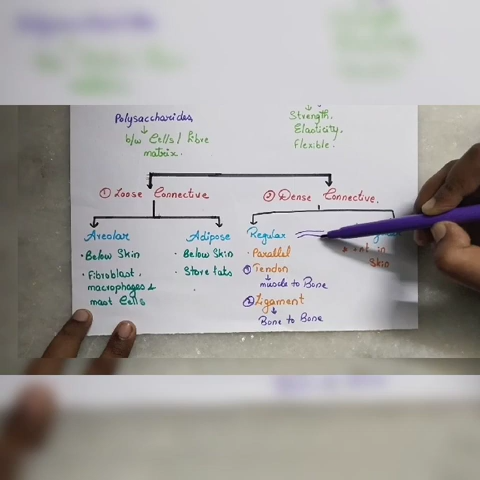 Polysaccharides
↓
b/w Cells / fibre
matrix.
Strength.
Elasticity.
Flexible.
① Loose Connective
② Dense Connective.
Areolar
• Below Skin
• Fibroblast,
macrophages &
mast Cells
Adipose
• Below Skin
• Store fats
Regular
• Parallel
① Tendon
↓
muscle to Bone
② Ligament
↓
Bone to Bone
in
Skin